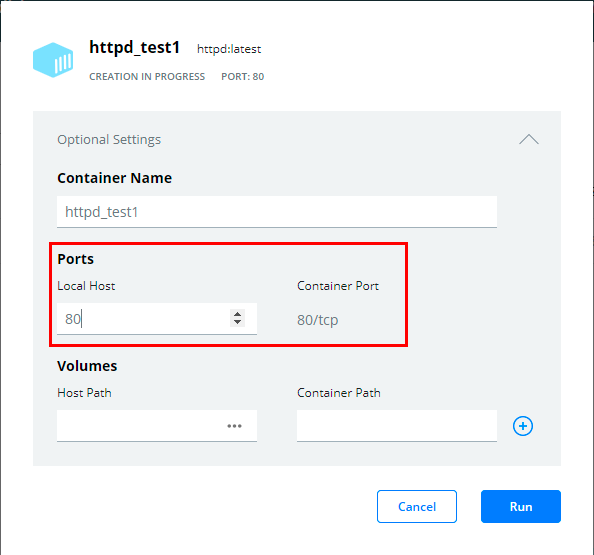 httpd_test1 httpd:latest
CREATION IN PROGRESS PORT: 80
Optional Settings
Container Name
httpd_test1
Ports
Local Host Container Port
80 80/tcp
Volumes
Host Path Container Path
Cancel Run